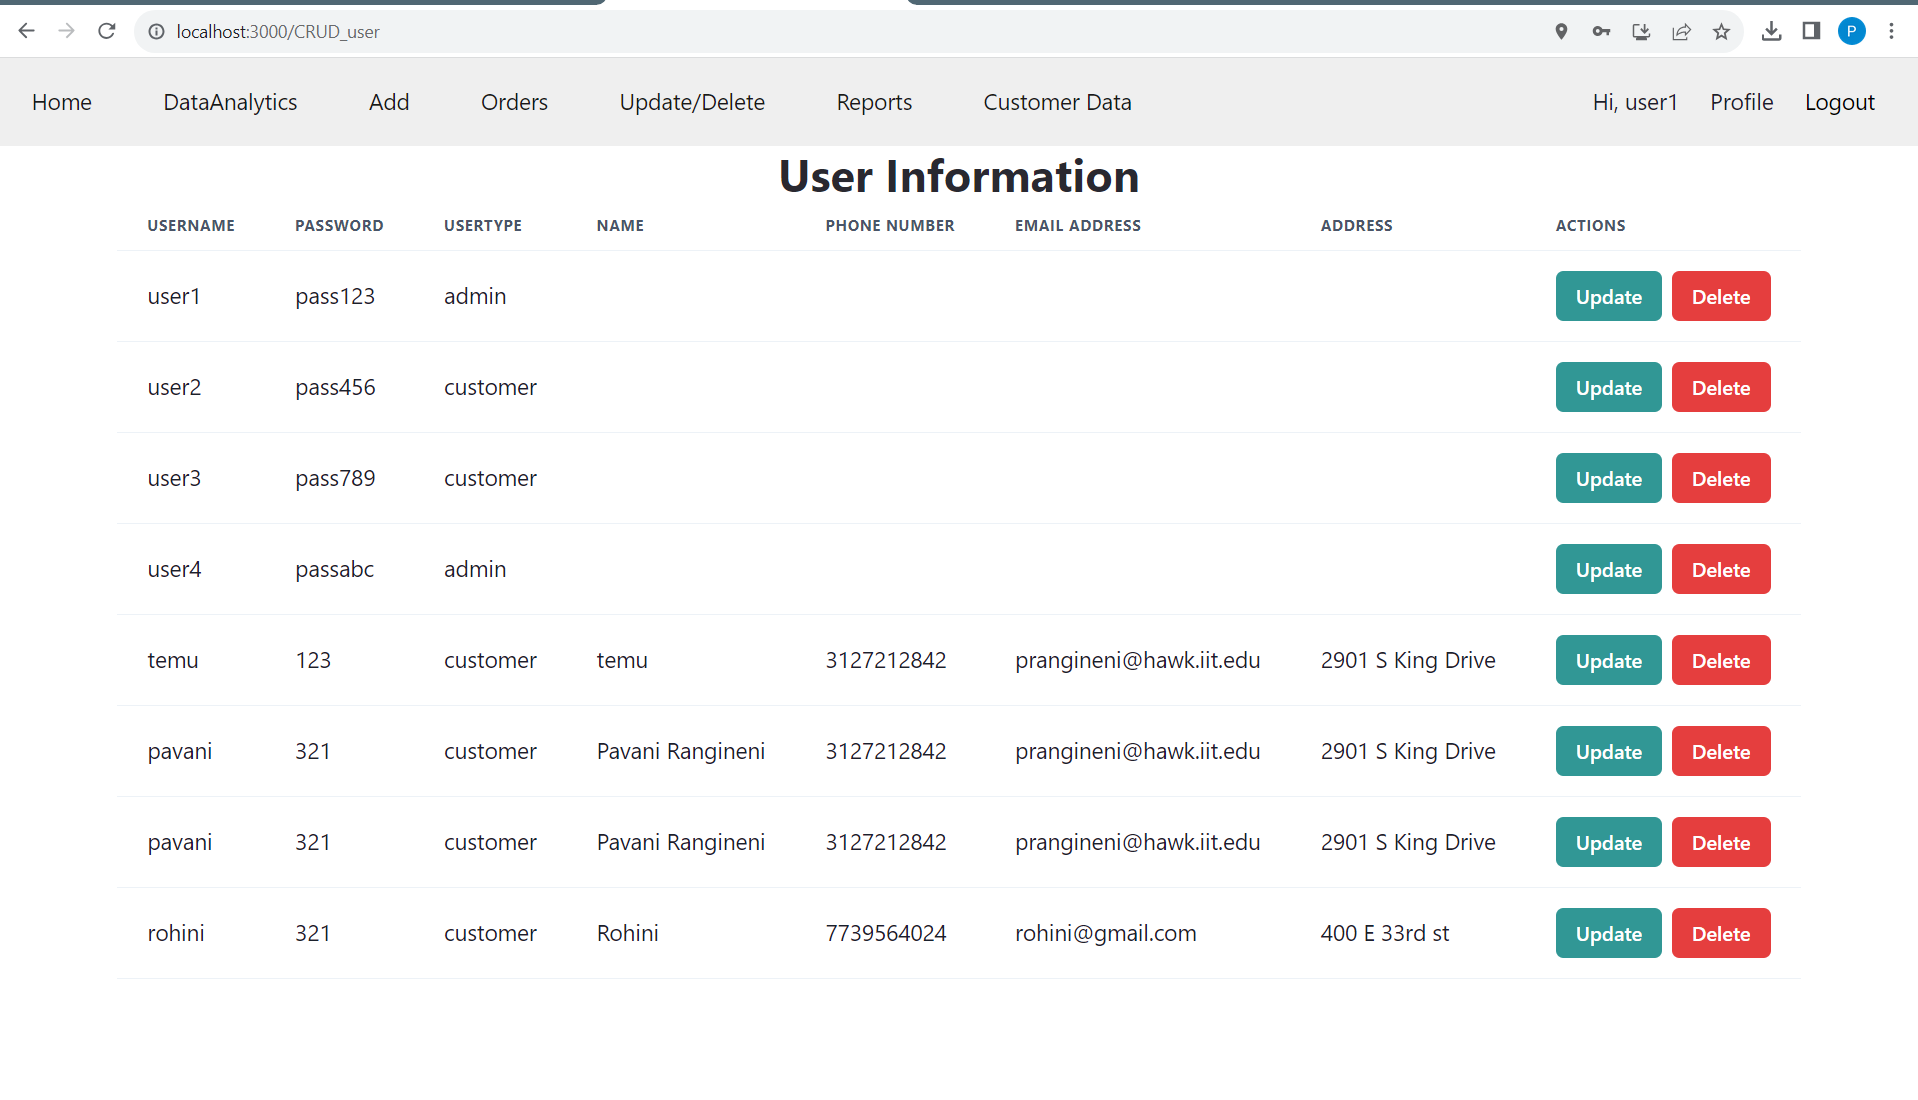 localhost:3000/CRUD_user P
Home DataAnalytics Add Orders Update/Delete Reports Customer Data Hi, user1 Profile Logout
User Information
USERNAME PASSWORD USERTYPE NAME PHONE NUMBER EMAIL ADDRESS ADDRESS ACTIONS
user1 pass123 admin Update Delete
user2 pass456 customer Update Delete
user3 pass789 customer Update Delete
user4 passabc admin Update Delete
temu 123 customer temu 3127212842 prangineni@hawk.iit.edu 2901 S King Drive Update Delete
pavani 321 customer Pavani Rangineni 3127212842 prangineni@hawk.iit.edu 2901 S King Drive Update Delete
pavani 321 customer Pavani Rangineni 3127212842 prangineni@hawk.iit.edu 2901 S King Drive Update Delete
rohini 321 customer Rohini 7739564024 rohini@gmail.com 400 E 33rd st Update Delete